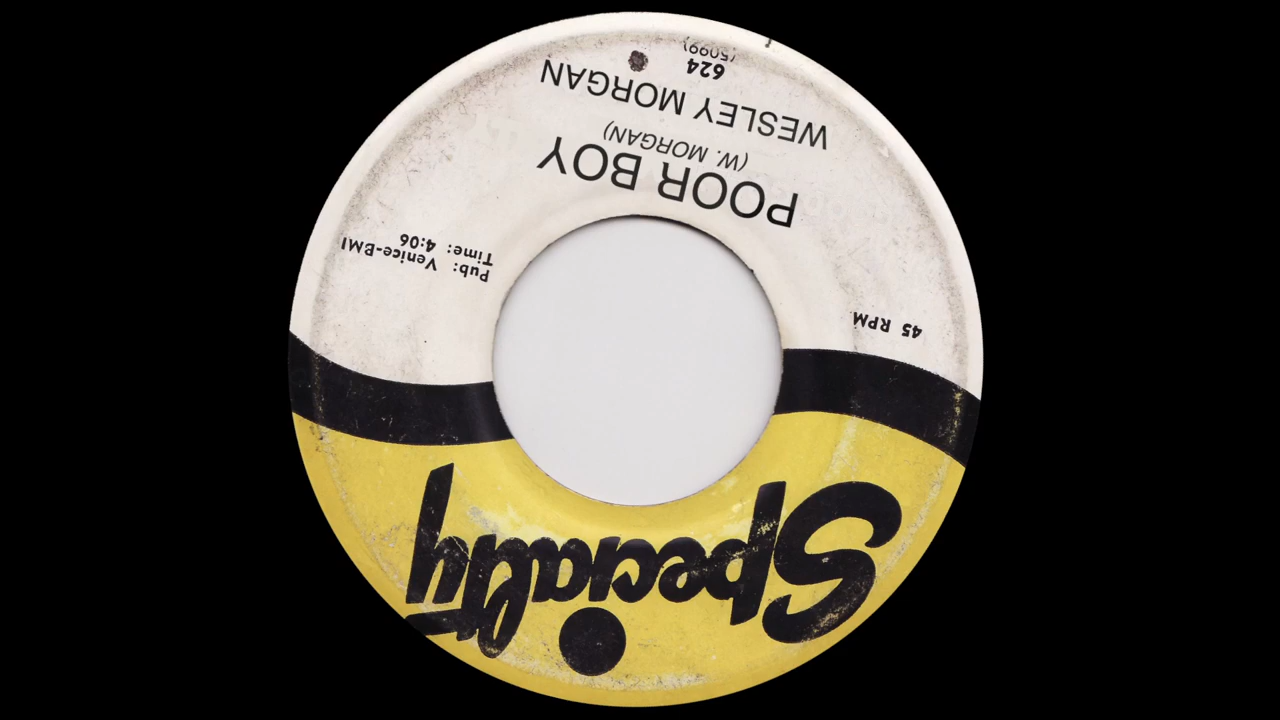 Specialty
45 RPM
Pub: Venice-BMI
Time: 4:06
POOR BOY
(W. MORGAN)
WESLEY MORGAN
624
(5099)